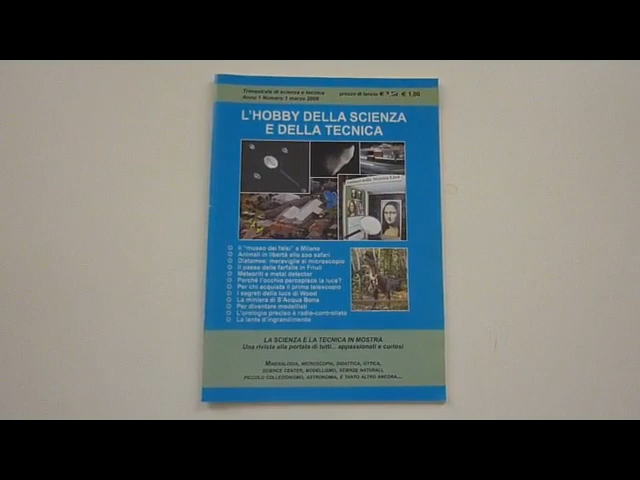 Trimestrale di scienza e tecnica
Anno 1 Numero 1 marzo 2009
prezzo di lancio € 1,00
L'HOBBY DELLA SCIENZA
E DELLA TECNICA
Il "museo dei falsi" a Milano
Animali in libertà allo zoo safari
Diatomee: meraviglie al microscopio
Il paese delle farfalle in Friuli
Meteoriti e metal detector
Perché l'occhio percepisce la luce?
Per chi acquista il primo telescopio
I segreti della luce di Wood
La miniera di S'Acqua Bona
Per diventare modellisti
L'orologio preciso è radio-controllato
La lente d'ingrandimento
LA SCIENZA E LA TECNICA IN MOSTRA
Una rivista alla portata di tutti... appassionati e curiosi
MINERALOGIA, MICROSCOPIA, DIDATTICA, OTTICA,
SCIENCE CENTER, MODELLISMO, SCIENZE NATURALI,
PICCOLO COLLEZIONISMO, ASTRONOMIA, E TANTO ALTRO ANCORA...